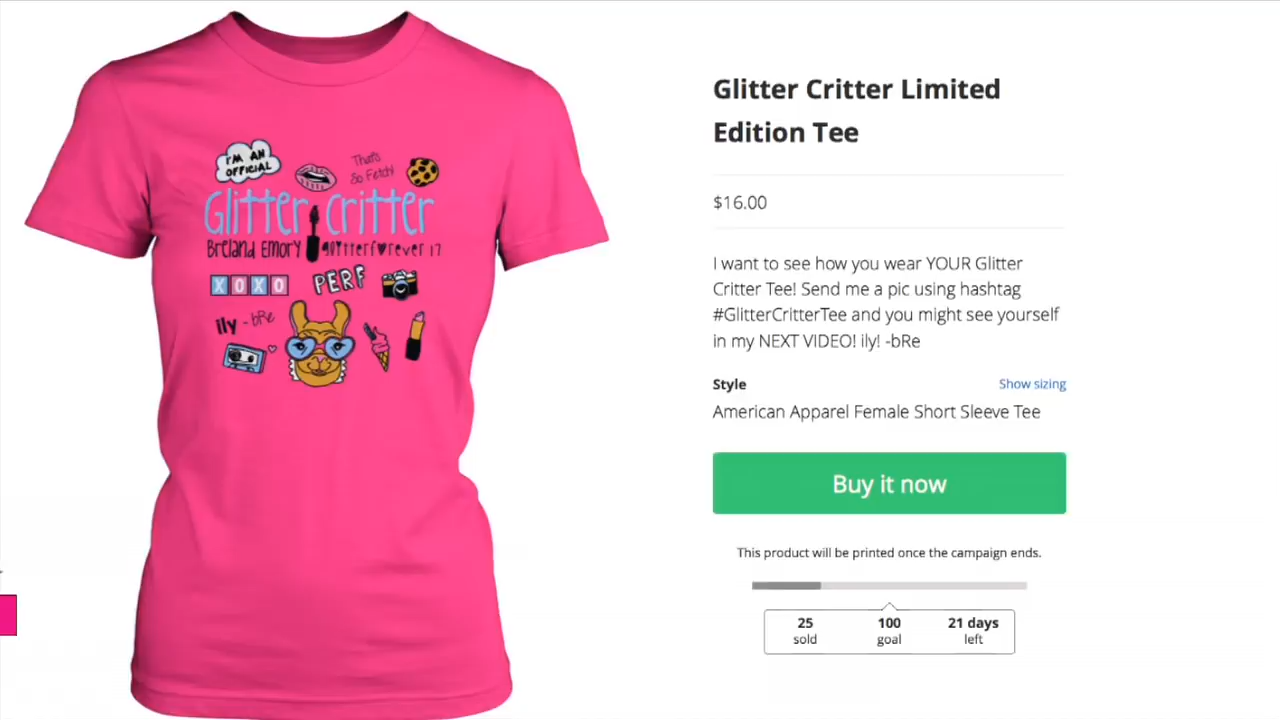 I'M AN
OFFICIAL
That's
So Fetch!
Glitter Critter
Breland Emory glitterf♥rever 17
XOXO
PERF
ily - bRe
Glitter Critter Limited
Edition Tee
$16.00
I want to see how you wear YOUR Glitter
Critter Tee! Send me a pic using hashtag
#GlitterCritterTee and you might see yourself
in my NEXT VIDEO! ily! -bRe
Style Show sizing
American Apparel Female Short Sleeve Tee
Buy it now
This product will be printed once the campaign ends.
25 100 21 days
sold goal left